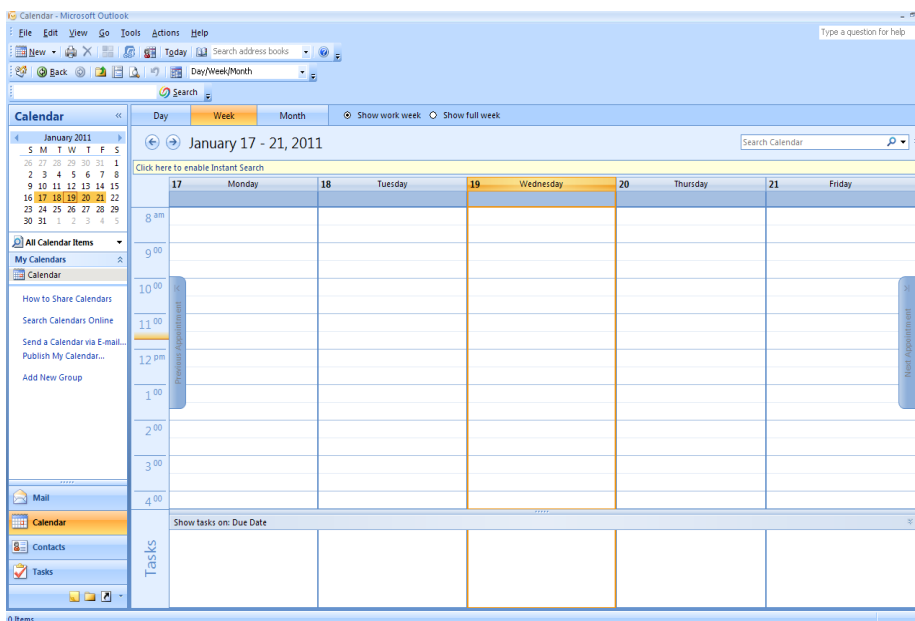 Calendar - Microsoft Outlook
File Edit View Go Tools Actions Help
Type a question for help
New Today Search address books
Back Day/Week/Month
Search
Calendar «
Day Week Month Show work week Show full week
January 2011
S M T W T F S
26 27 28 29 30 31 1
2 3 4 5 6 7 8
9 10 11 12 13 14 15
16 17 18 19 20 21 22
23 24 25 26 27 28 29
30 31 1 2 3 4 5
January 17 - 21, 2011
Search Calendar
Click here to enable Instant Search
17 Monday 18 Tuesday 19 Wednesday 20 Thursday 21 Friday
All Calendar Items
My Calendars
Calendar
How to Share Calendars
Search Calendars Online
Send a Calendar via E-mail...
Publish My Calendar...
Add New Group
8 am
9 00
10 00
11 00
12 pm
1 00
2 00
3 00
4 00
Previous Appointment
Next Appointment
Mail
Calendar
Contacts
Tasks
Show tasks on: Due Date
Tasks
0 Items